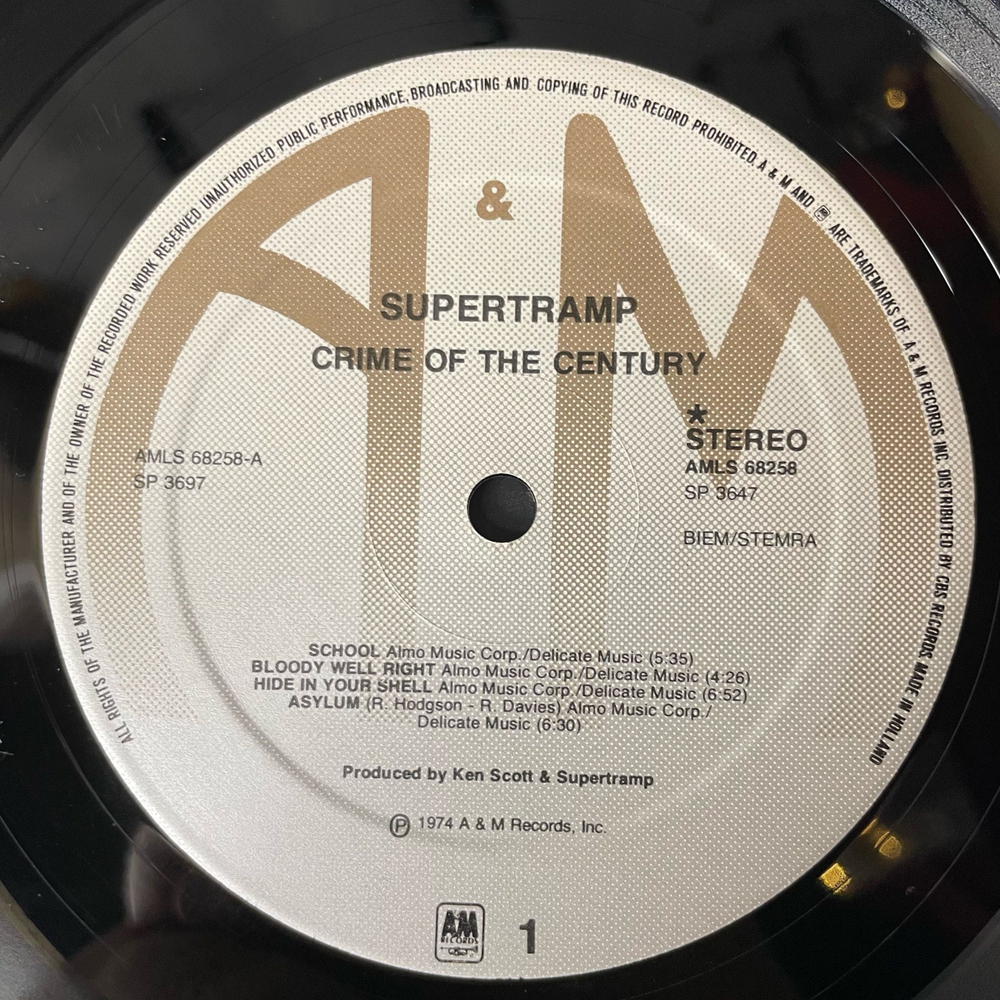 ALL RIGHTS OF THE MANUFACTURER AND OF THE OWNER OF THE RECORDED WORK RESERVED UNAUTHORIZED PUBLIC PERFORMANCE, BROADCASTING AND COPYING OF THIS RECORD PROHIBITED. A & M AND AM ARE TRADEMARKS OF A & M RECORDS INC. DISTRIBUTED BY CBS RECORDS. MADE IN HOLLAND
A & M
SUPERTRAMP
CRIME OF THE CENTURY
AMLS 68258-A
SP 3697
*
STEREO
AMLS 68258
SP 3647
BIEM/STEMRA
SCHOOL Almo Music Corp./Delicate Music (5:35)
BLOODY WELL RIGHT Almo Music Corp./Delicate Music (4:26)
HIDE IN YOUR SHELL Almo Music Corp./Delicate Music (6:52)
ASYLUM (R. Hodgson - R. Davies) Almo Music Corp./
Delicate Music (6:30)
Produced by Ken Scott & Supertramp
℗ 1974 A & M Records, Inc.
AM
RECORDS
1